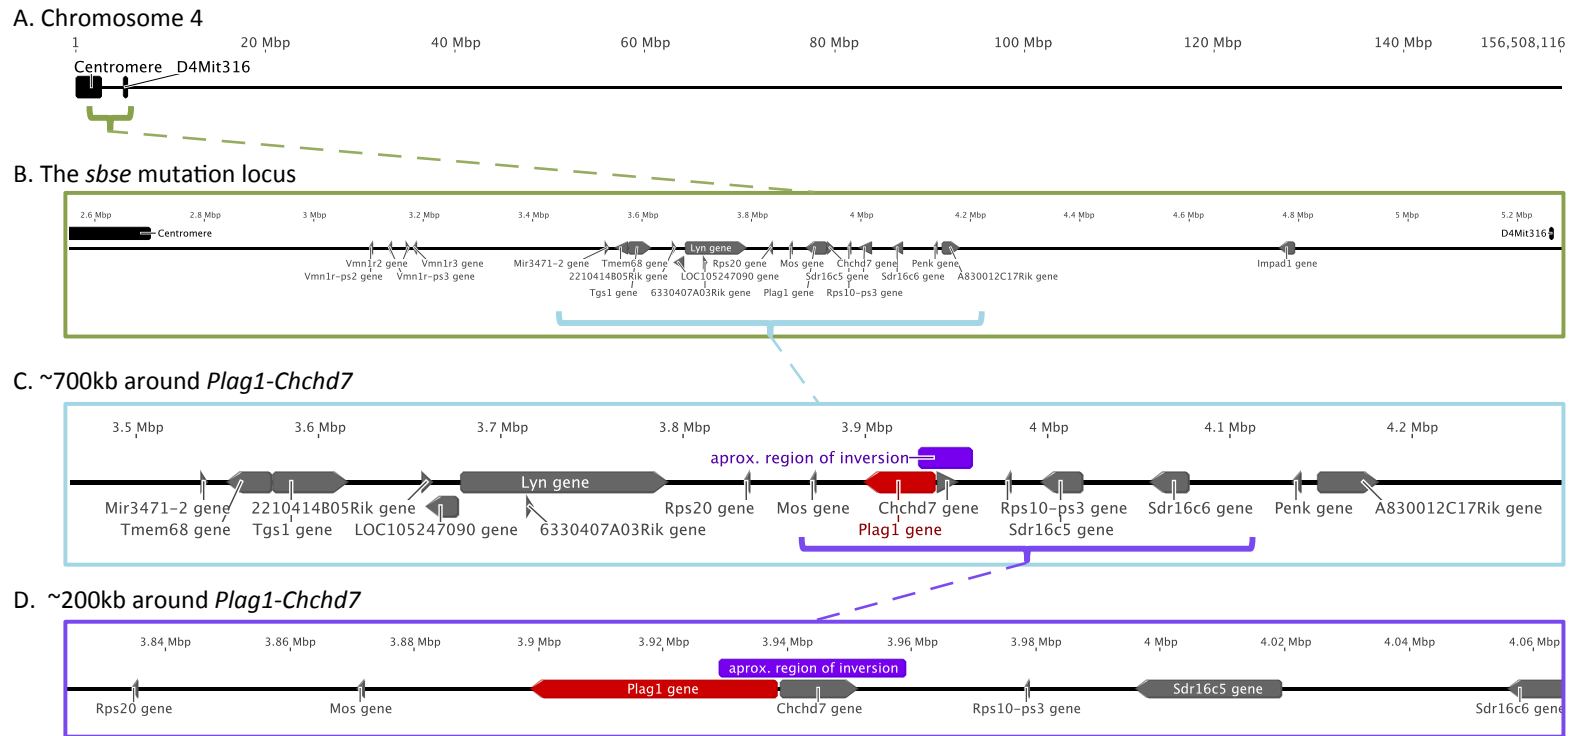 A. Chromosome 4
1 20 Mbp 40 Mbp 60 Mbp 80 Mbp 100 Mbp 120 Mbp 140 Mbp 156,508,116
Centromere D4Mit316
B. The sbse mutation locus
2.6 Mbp 2.8 Mbp 3 Mbp 3.2 Mbp 3.4 Mbp 3.6 Mbp 3.8 Mbp 4 Mbp 4.2 Mbp 4.4 Mbp 4.6 Mbp 4.8 Mbp 5 Mbp 5.2 Mbp
Centromere D4Mit316
Lyn gene
Vmn1r2 gene Vmn1r3 gene Mir3471-2 gene Tmem68 gene Rps20 gene Mos gene Chchd7 gene Penk gene Impad1 gene
Vmn1r-ps2 gene Vmn1r-ps3 gene 2210414B05Rik gene LOC105247090 gene Sdr16c5 gene Sdr16c6 gene A830012C17Rik gene
Tgs1 gene 6330407A03Rik gene Plag1 gene Rps10-ps3 gene
C. ~700kb around Plag1-Chchd7
3.5 Mbp 3.6 Mbp 3.7 Mbp 3.8 Mbp 3.9 Mbp 4 Mbp 4.1 Mbp 4.2 Mbp
aprox. region of inversion
Lyn gene
Mir3471-2 gene 2210414B05Rik gene Rps20 gene Mos gene Chchd7 gene Rps10-ps3 gene Sdr16c6 gene Penk gene A830012C17Rik gene
Tmem68 gene Tgs1 gene LOC105247090 gene 6330407A03Rik gene Plag1 gene Sdr16c5 gene
D. ~200kb around Plag1-Chchd7
3.84 Mbp 3.86 Mbp 3.88 Mbp 3.9 Mbp 3.92 Mbp 3.94 Mbp 3.96 Mbp 3.98 Mbp 4 Mbp 4.02 Mbp 4.04 Mbp 4.06 Mbp
aprox. region of inversion
Plag1 gene Sdr16c5 gene
Rps20 gene Mos gene Chchd7 gene Rps10-ps3 gene Sdr16c6 gene